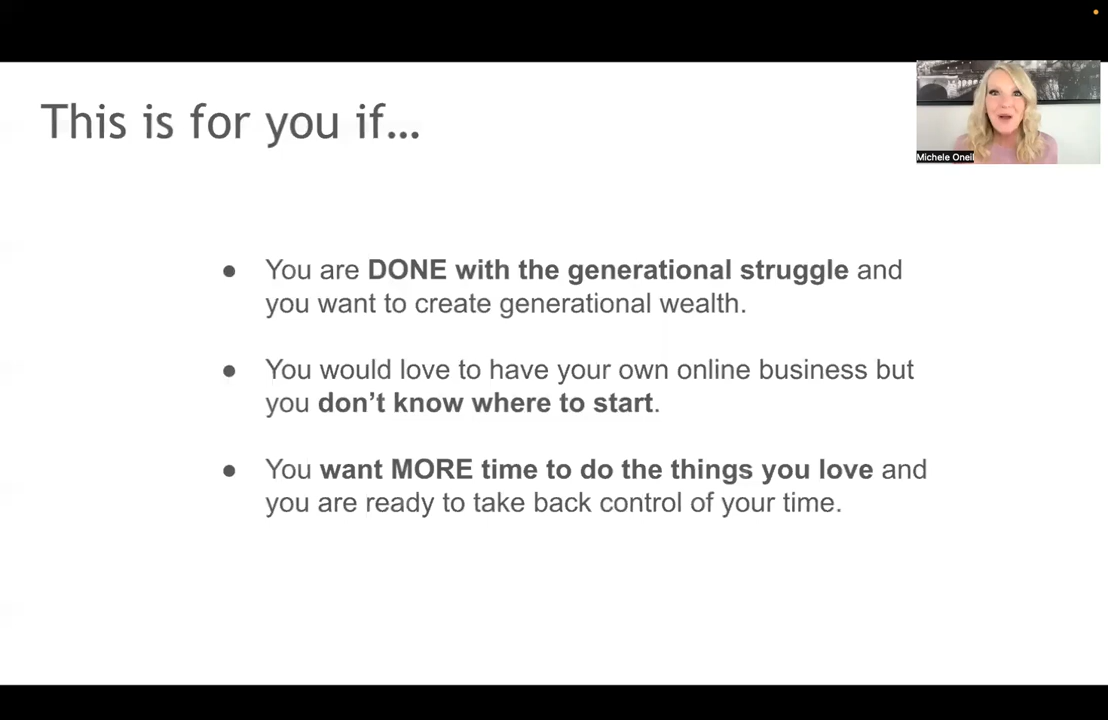 This is for you if…
Michele Oneil
● You are DONE with the generational struggle and
you want to create generational wealth.
● You would love to have your own online business but
you don’t know where to start.
● You want MORE time to do the things you love and
you are ready to take back control of your time.